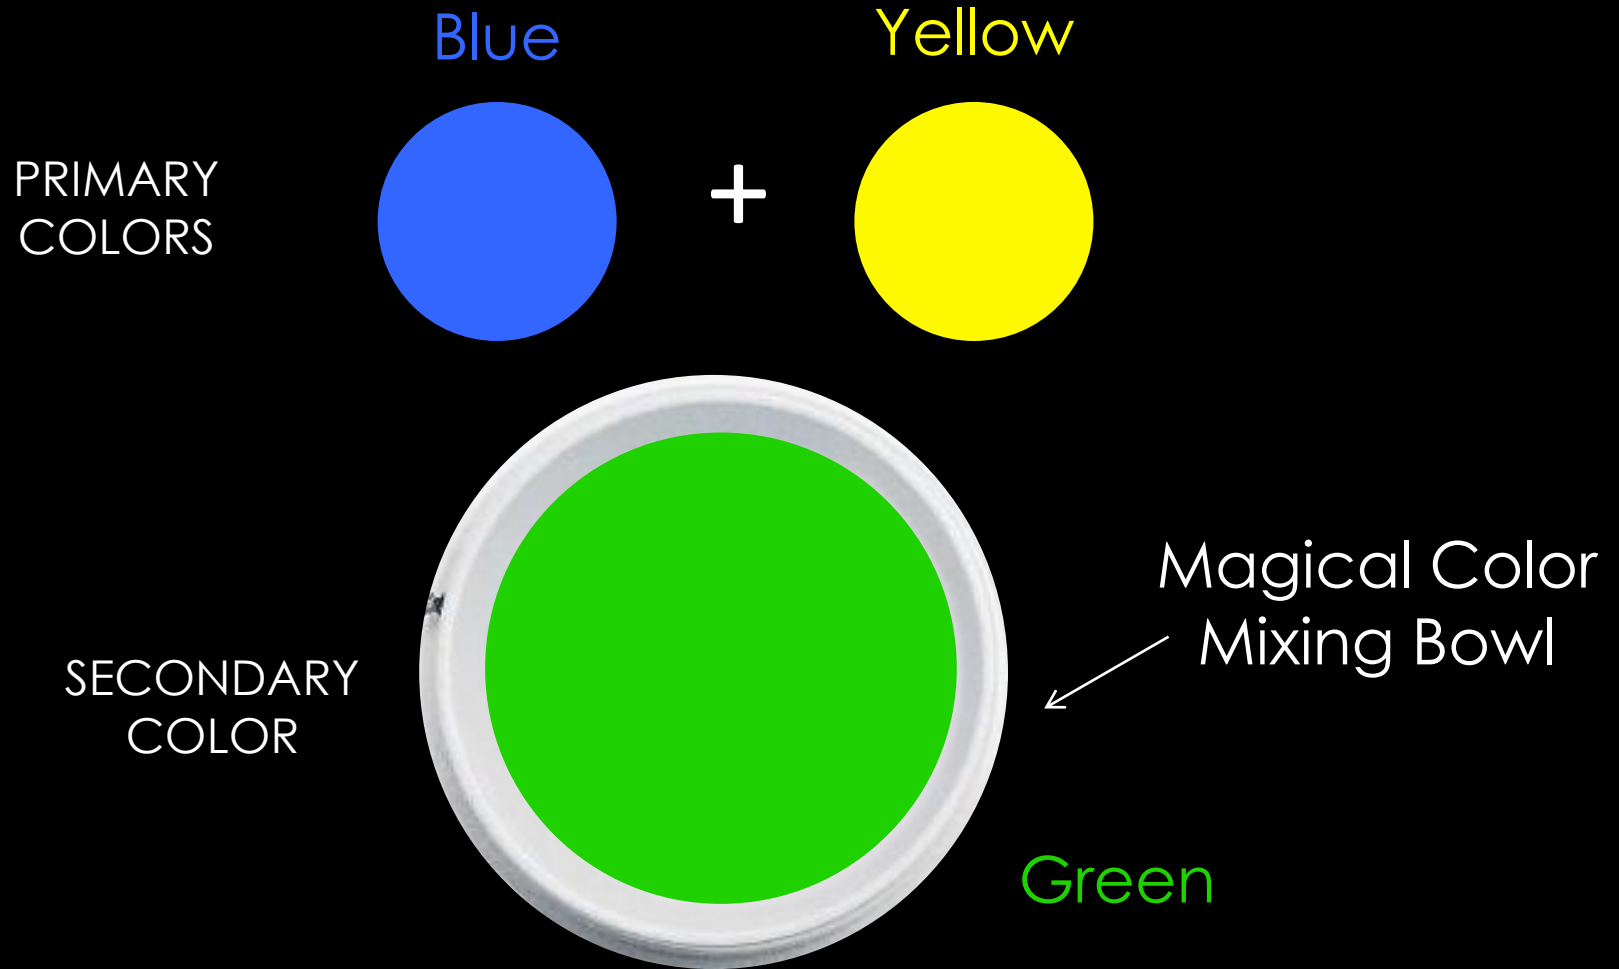 Blue
Yellow
PRIMARY
COLORS
+
Magical Color
Mixing Bowl
SECONDARY
COLOR
Green